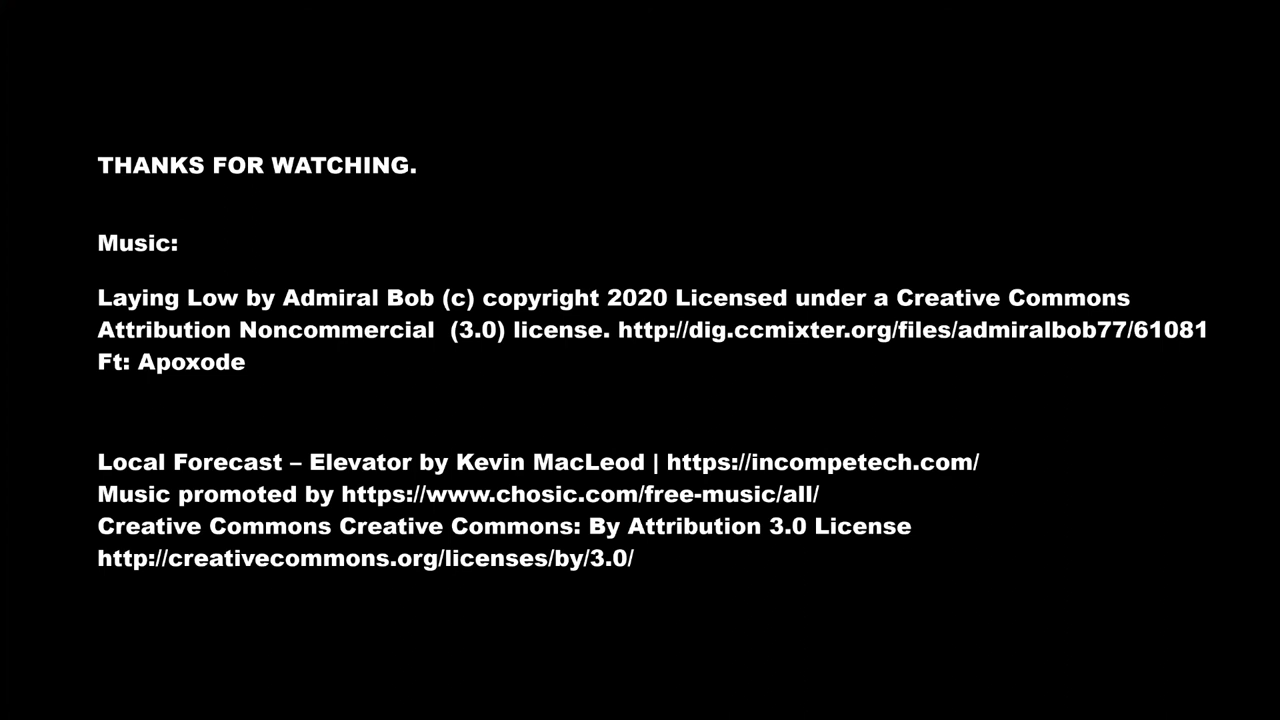 THANKS FOR WATCHING.
Music:
Laying Low by Admiral Bob (c) copyright 2020 Licensed under a Creative Commons
Attribution Noncommercial  (3.0) license. http://dig.ccmixter.org/files/admiralbob77/61081
Ft: Apoxode
Local Forecast – Elevator by Kevin MacLeod | https://incompetech.com/
Music promoted by https://www.chosic.com/free-music/all/
Creative Commons Creative Commons: By Attribution 3.0 License
http://creativecommons.org/licenses/by/3.0/